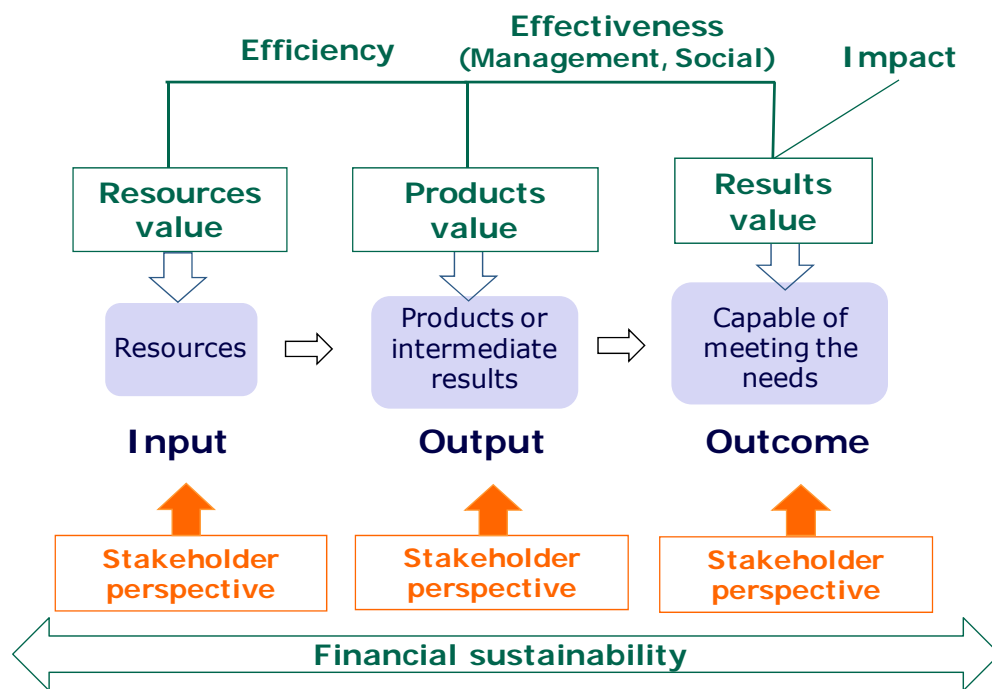 Efficiency
Effectiveness
(Management, Social)
Impact
Resources
value
Products
value
Results
value
Resources
Products or
intermediate
results
Capable of
meeting the
needs
Input
Output
Outcome
Stakeholder
perspective
Stakeholder
perspective
Stakeholder
perspective
Financial sustainability